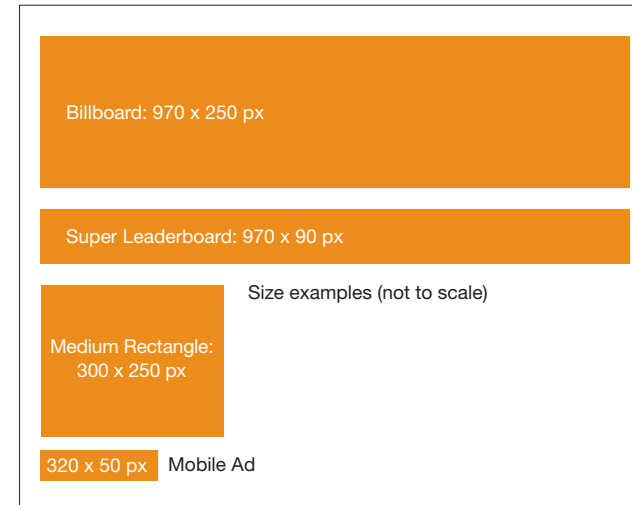 Billboard: 970 x 250 px
Super Leaderboard: 970 x 90 px
Size examples (not to scale)
Medium Rectangle:
300 x 250 px
320 x 50 px
Mobile Ad